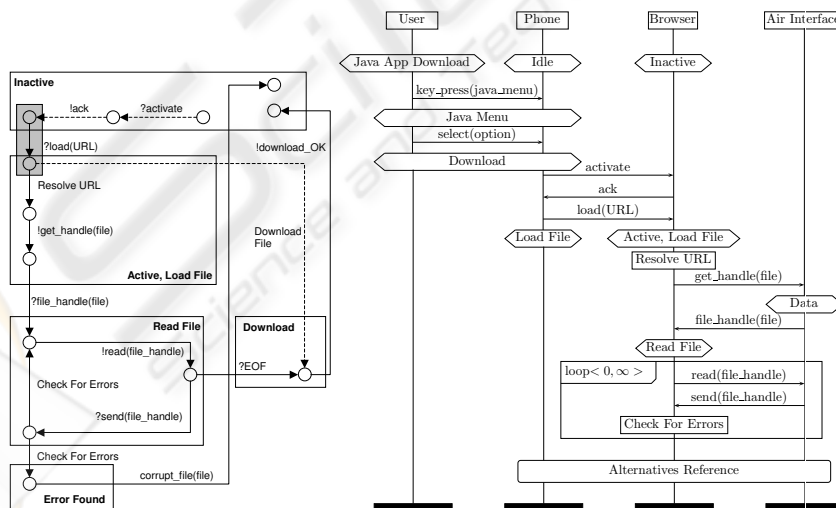 Inactive
!ack
?activate
?load(URL)
!download_OK
Resolve URL
!get_handle(file)
Download
File
Active, Load File
?file_handle(file)
Read File
Download
!read(file_handle)
?EOF
Check For Errors
?send(file_handle)
Check For Errors
corrupt_file(file)
Error Found
User
Phone
Browser
Air Interface
Java App Download
Idle
Inactive
key_press(java_menu)
Java Menu
select(option)
Download
activate
ack
load(URL)
Load File
Active, Load File
Resolve URL
get_handle(file)
Data
file_handle(file)
Read File
loop< 0, ∞ >
read(file_handle)
send(file_handle)
Check For Errors
Alternatives Reference